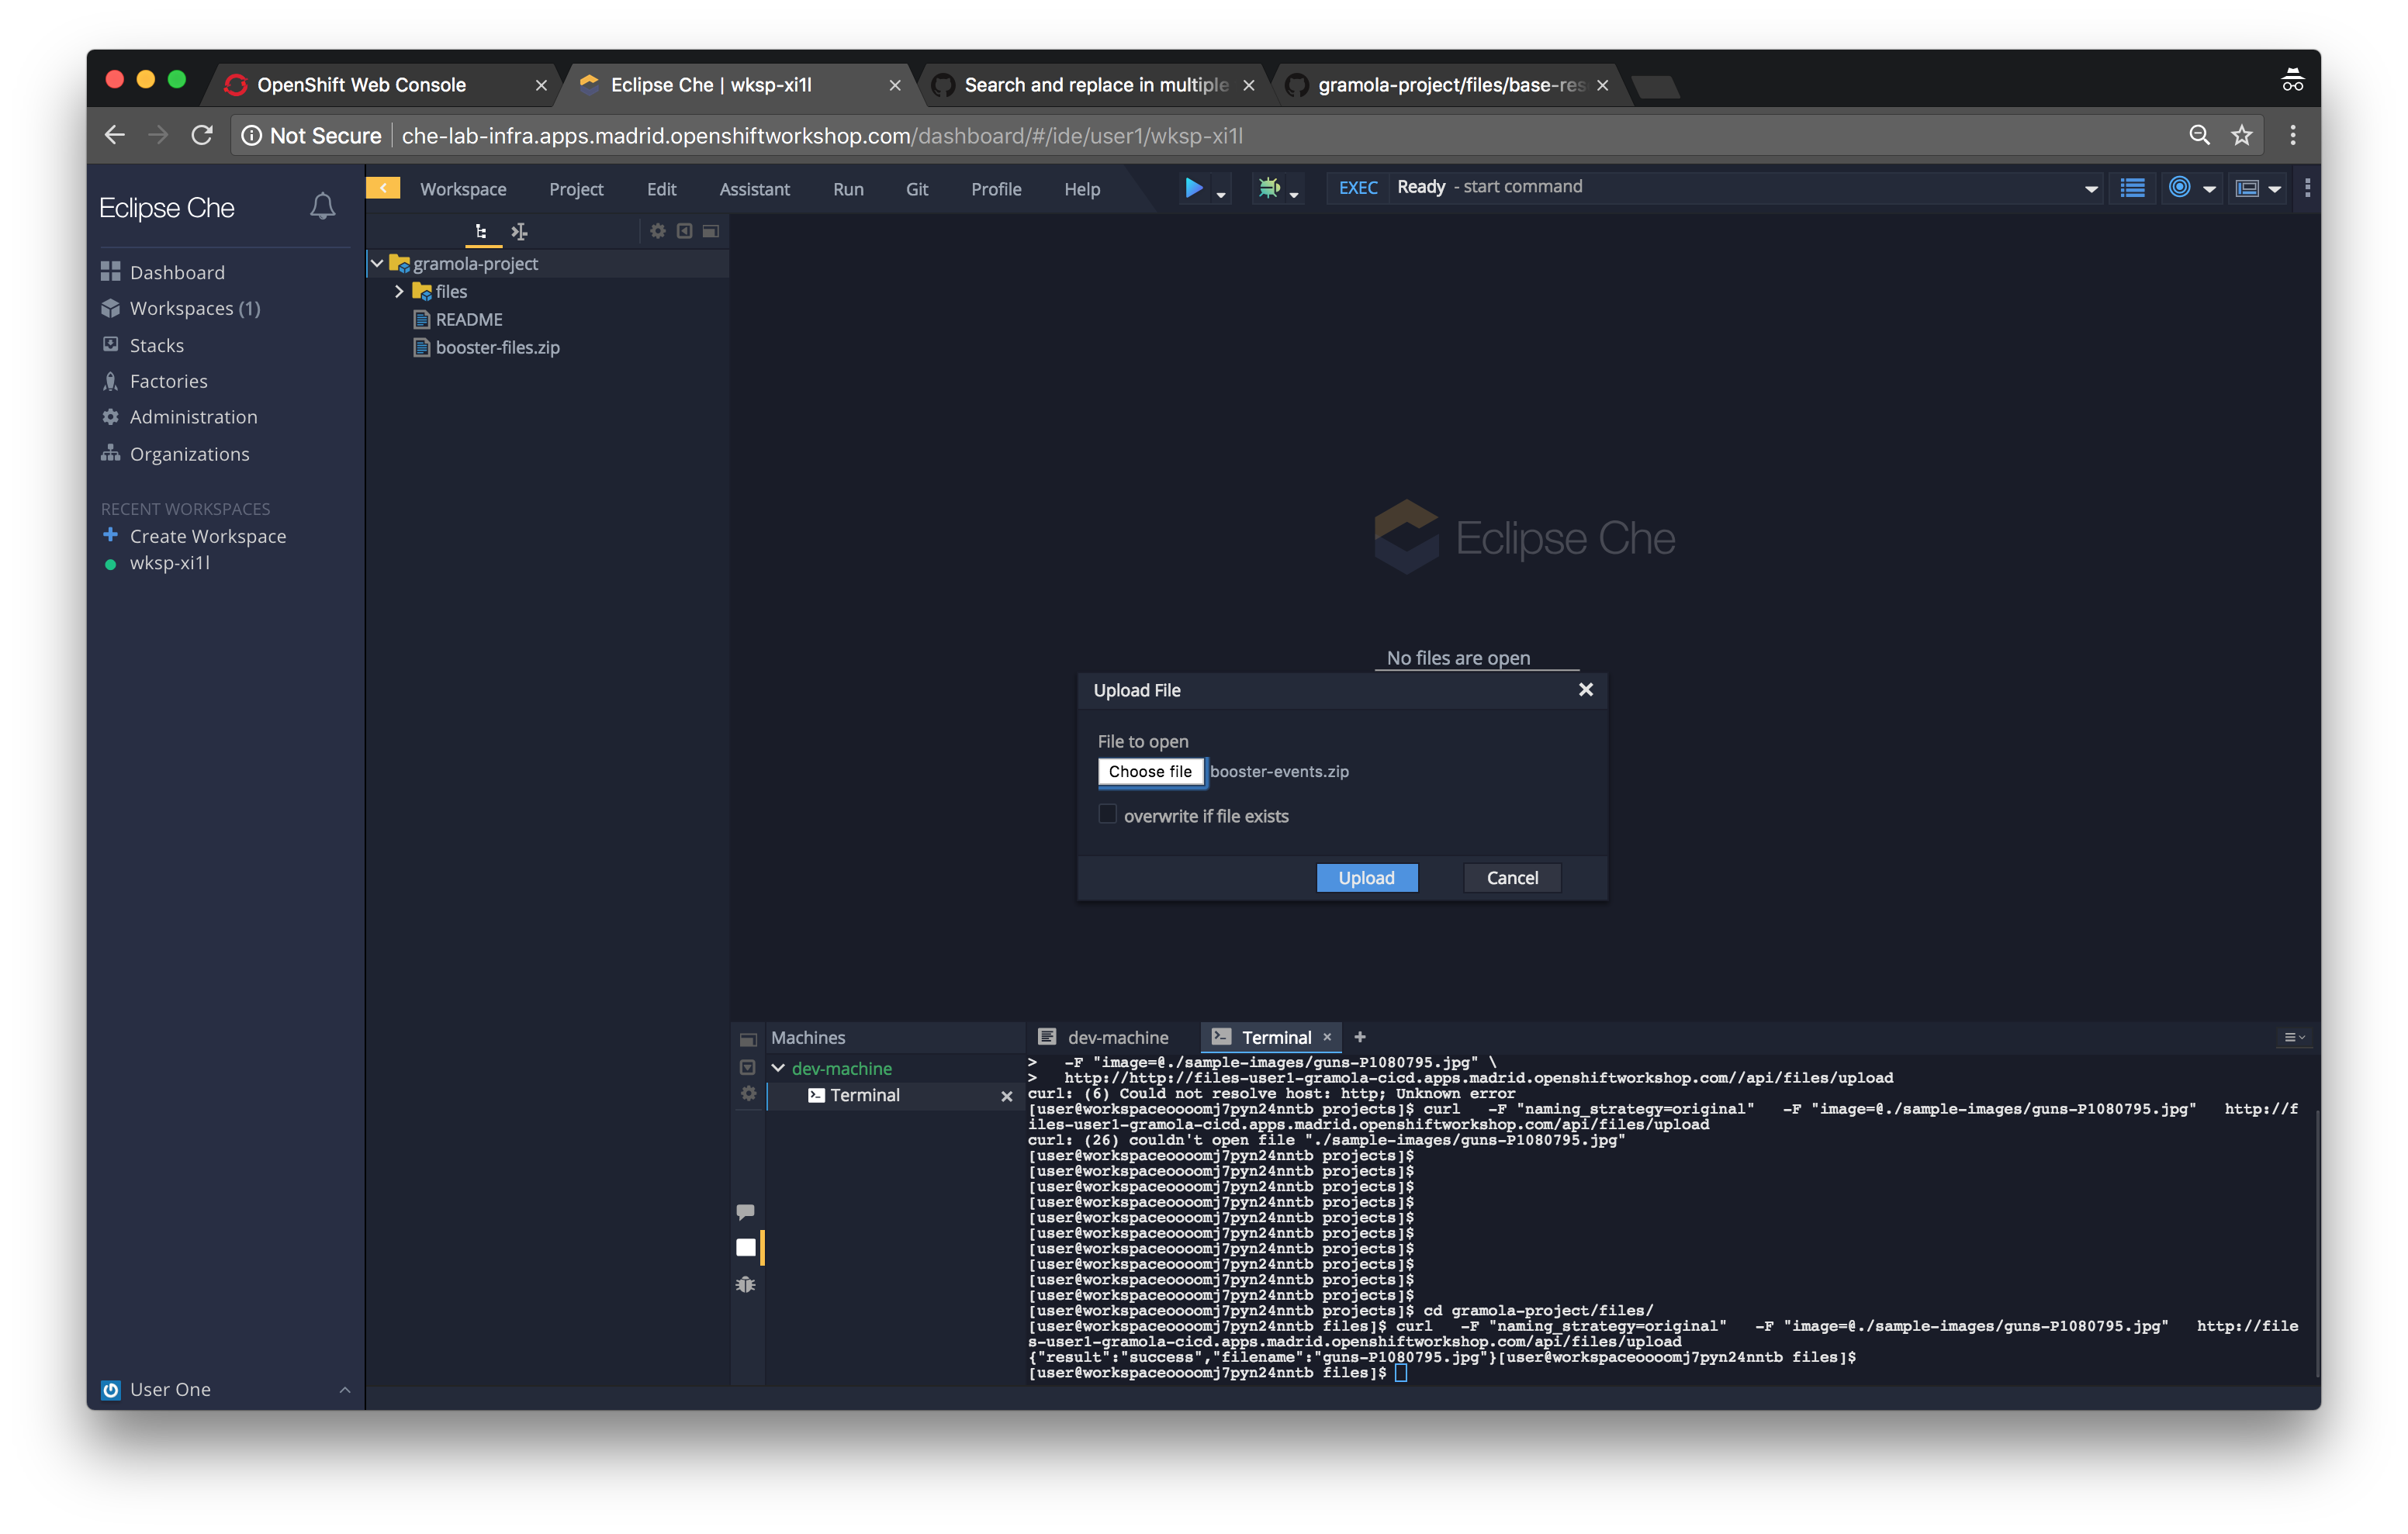 OpenShift Web Console
Eclipse Che | wksp-xi1l
Search and replace in multiple
gramola-project/files/base-res
Not Secure
che-lab-infra.apps.madrid.openshiftworkshop.com/dashboard/#/ide/user1/wksp-xi1l
Eclipse Che
Workspace
Project
Edit
Assistant
Run
Git
Profile
Help
EXEC
Ready - start command
Dashboard
Workspaces (1)
Stacks
Factories
Administration
Organizations
RECENT WORKSPACES
Create Workspace
wksp-xi1l
User One
gramola-project
files
README
booster-files.zip
Eclipse Che
No files are open
Upload File
File to open
Choose file booster-events.zip
overwrite if file exists
Upload
Cancel
Machines
dev-machine
Terminal
dev-machine
Terminal
>   -F "image=@./sample-images/guns-P1080795.jpg" \
>   http://http://files-user1-gramola-cicd.apps.madrid.openshiftworkshop.com//api/files/upload
curl: (6) Could not resolve host: http; Unknown error
[user@workspaceoooomj7pyn24nntb projects]$ curl   -F "naming_strategy=original"   -F "image=@./sample-images/guns-P1080795.jpg"   http://f
iles-user1-gramola-cicd.apps.madrid.openshiftworkshop.com/api/files/upload
curl: (26) couldn't open file "./sample-images/guns-P1080795.jpg"
[user@workspaceoooomj7pyn24nntb projects]$
[user@workspaceoooomj7pyn24nntb projects]$
[user@workspaceoooomj7pyn24nntb projects]$
[user@workspaceoooomj7pyn24nntb projects]$
[user@workspaceoooomj7pyn24nntb projects]$
[user@workspaceoooomj7pyn24nntb projects]$
[user@workspaceoooomj7pyn24nntb projects]$
[user@workspaceoooomj7pyn24nntb projects]$
[user@workspaceoooomj7pyn24nntb projects]$
[user@workspaceoooomj7pyn24nntb projects]$
[user@workspaceoooomj7pyn24nntb projects]$ cd gramola-project/files/
[user@workspaceoooomj7pyn24nntb files]$ curl   -F "naming_strategy=original"   -F "image=@./sample-images/guns-P1080795.jpg"   http://file
s-user1-gramola-cicd.apps.madrid.openshiftworkshop.com/api/files/upload
{"result":"success","filename":"guns-P1080795.jpg"}[user@workspaceoooomj7pyn24nntb files]$
[user@workspaceoooomj7pyn24nntb files]$